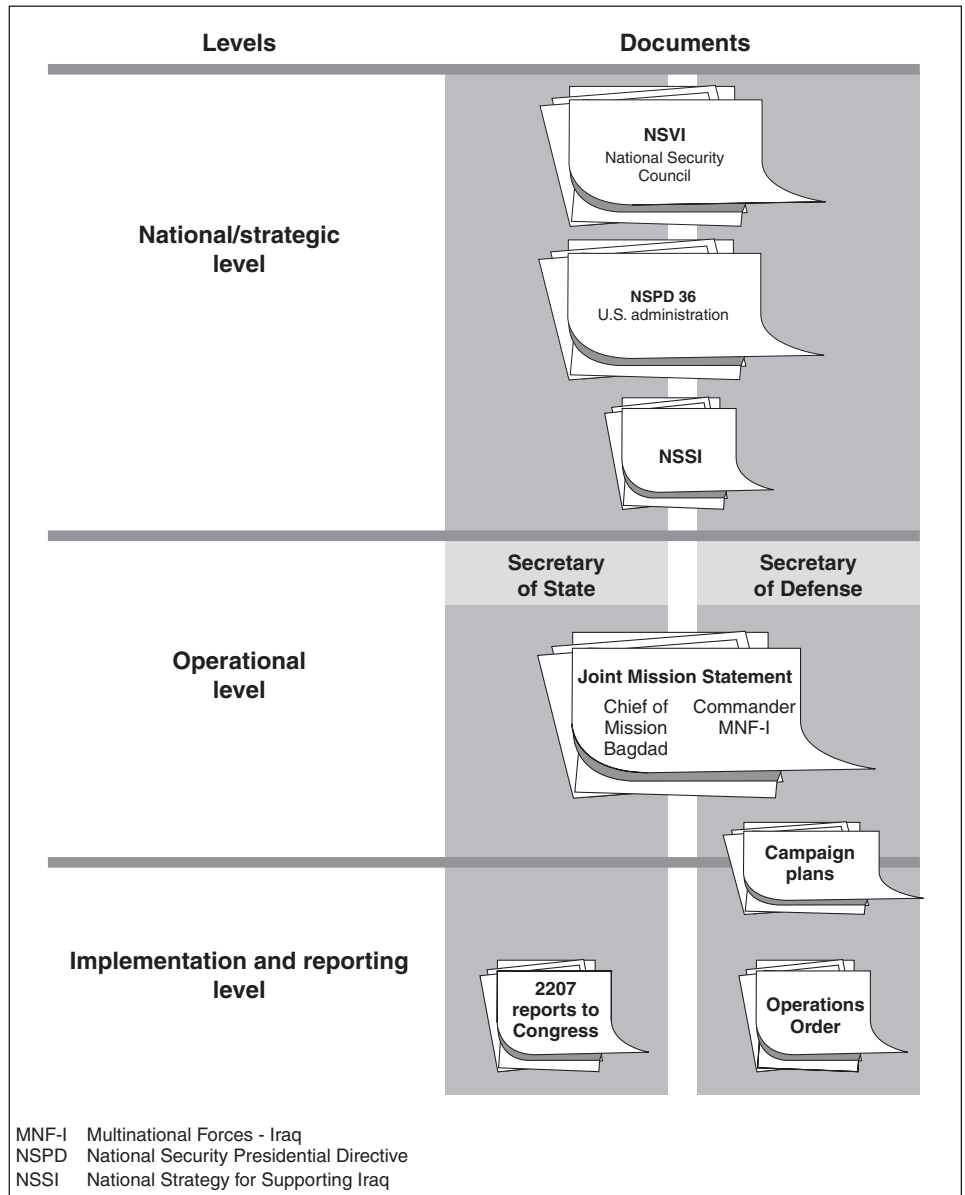 Levels
Documents
NSVI
National Security
Council
National/strategic
level
NSPD 36
U.S. administration
NSSI
Secretary
of State
Secretary
of Defense
Operational
level
Joint Mission Statement
Chief of
Mission
Bagdad
Commander
MNF-I
Campaign
plans
Implementation and reporting
level
2207
reports to
Congress
Operations
Order
MNF-I Multinational Forces - Iraq
NSPD National Security Presidential Directive
NSSI National Strategy for Supporting Iraq